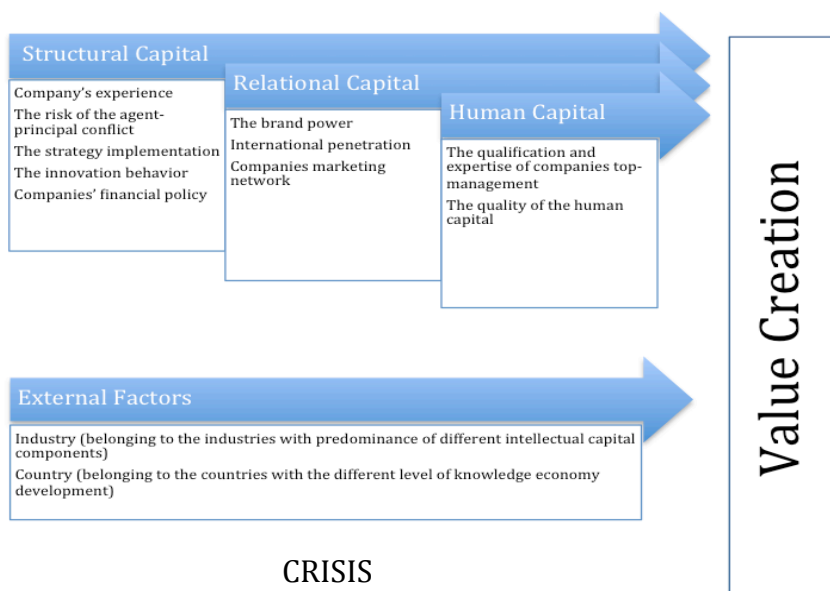 Structural Capital
Company's experience
The risk of the agent-
principal conflict
The strategy implementation
The innovation behavior
Companies' financial policy
Relational Capital
The brand power
International penetration
Companies marketing
network
Human Capital
The qualification and
expertise of companies top-
management
The quality of the human
capital
External Factors
Industry (belonging to the industries with predominance of different intellectual capital
components)
Country (belonging to the countries with the different level of knowledge economy
development)
CRISIS
Value Creation